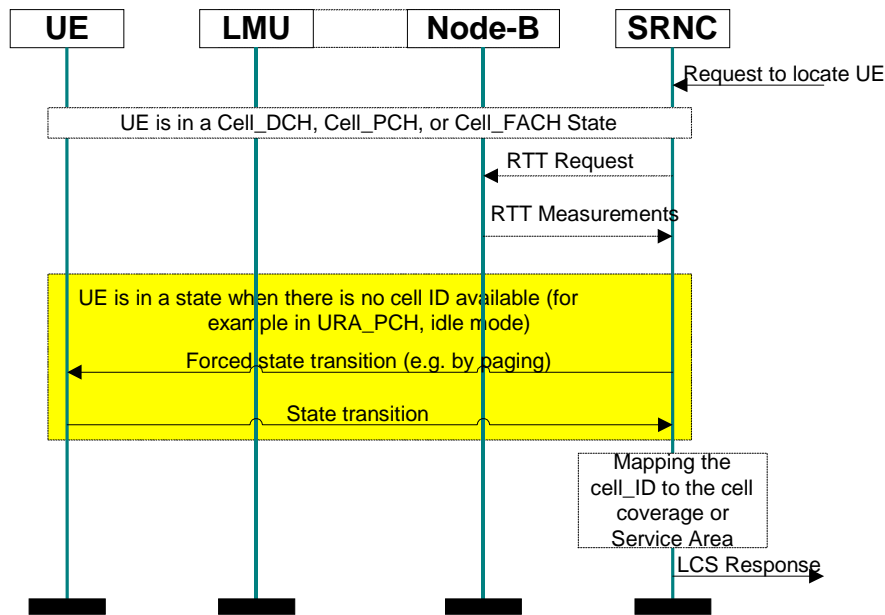 UE
LMU
Node-B
SRNC
Request to locate UE
UE is in a Cell_DCH, Cell_PCH, or Cell_FACH State
RTT Request
RTT Measurements
UE is in a state when there is no cell ID available (for
example in URA_PCH, idle mode)
Forced state transition (e.g. by paging)
State transition
Mapping the
cell_ID to the cell
coverage or
Service Area
LCS Response